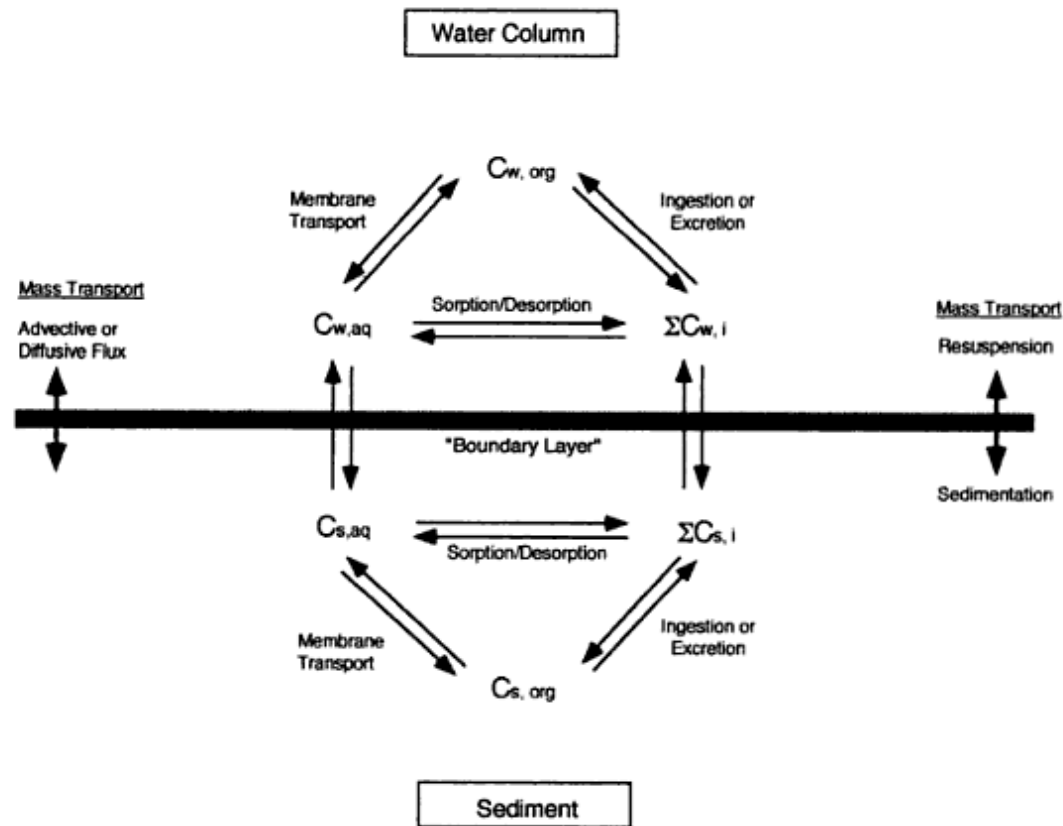 Water Column
Cw, org
Membrane
Transport
Ingestion or
Excretion
Mass Transport
Advective or
Diffusive Flux
Cw,aq
Sorption/Desorption
ΣCw, i
Mass Transport
Resuspension
"Boundary Layer"
Sedimentation
Cs,aq
Sorption/Desorption
ΣCs, i
Membrane
Transport
Ingestion or
Excretion
Cs, org
Sediment